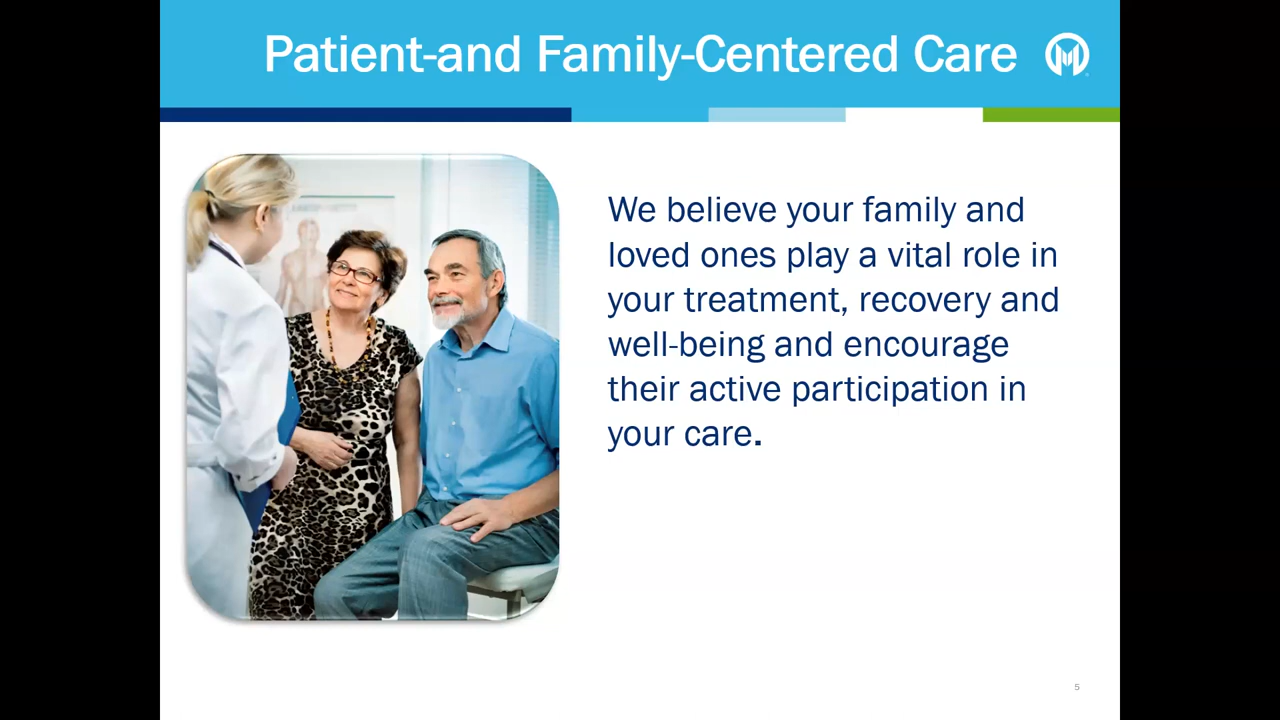 Patient-and Family-Centered Care
We believe your family and
loved ones play a vital role in
your treatment, recovery and
well-being and encourage
their active participation in
your care.
5